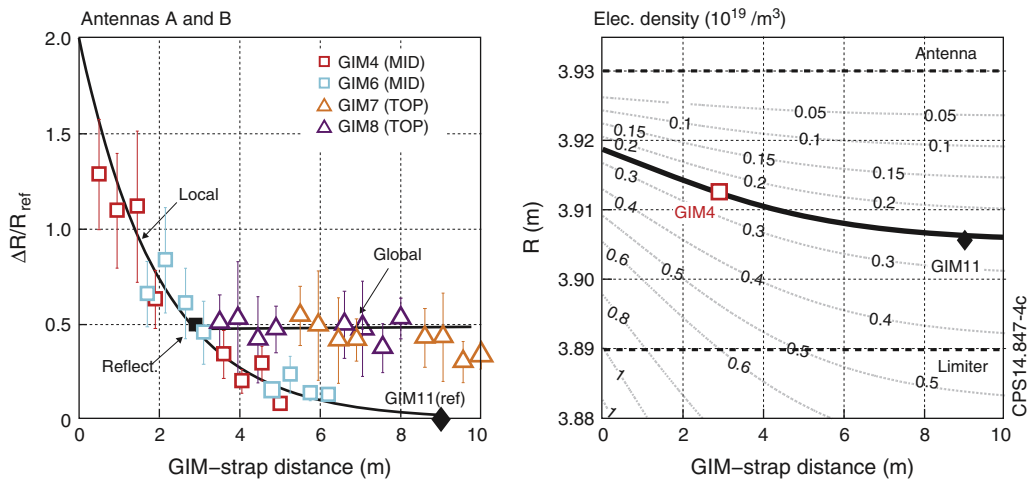 Antennas A and B
2.0
1.5
1.0
0.5
0
ΔR/R_ref
GIM4 (MID)
GIM6 (MID)
GIM7 (TOP)
GIM8 (TOP)
Local
Global
Reflect.
GIM11(ref)
0 2 4 6 8 10
GIM–strap distance (m)
Elec. density (10^19 /m^3)
3.93
3.92
3.91
3.90
3.89
3.88
R (m)
Antenna
0.05 0.05
0.1 0.1 0.1
0.15 0.15 0.15
0.2 0.2 0.2
0.3 0.3 0.3
0.4 0.4 0.4
0.5 0.5 0.5
0.6 0.6
0.8
1 1
GIM4
GIM11
Limiter
0 2 4 6 8 10
GIM–strap distance (m)
CPS14.847-4c